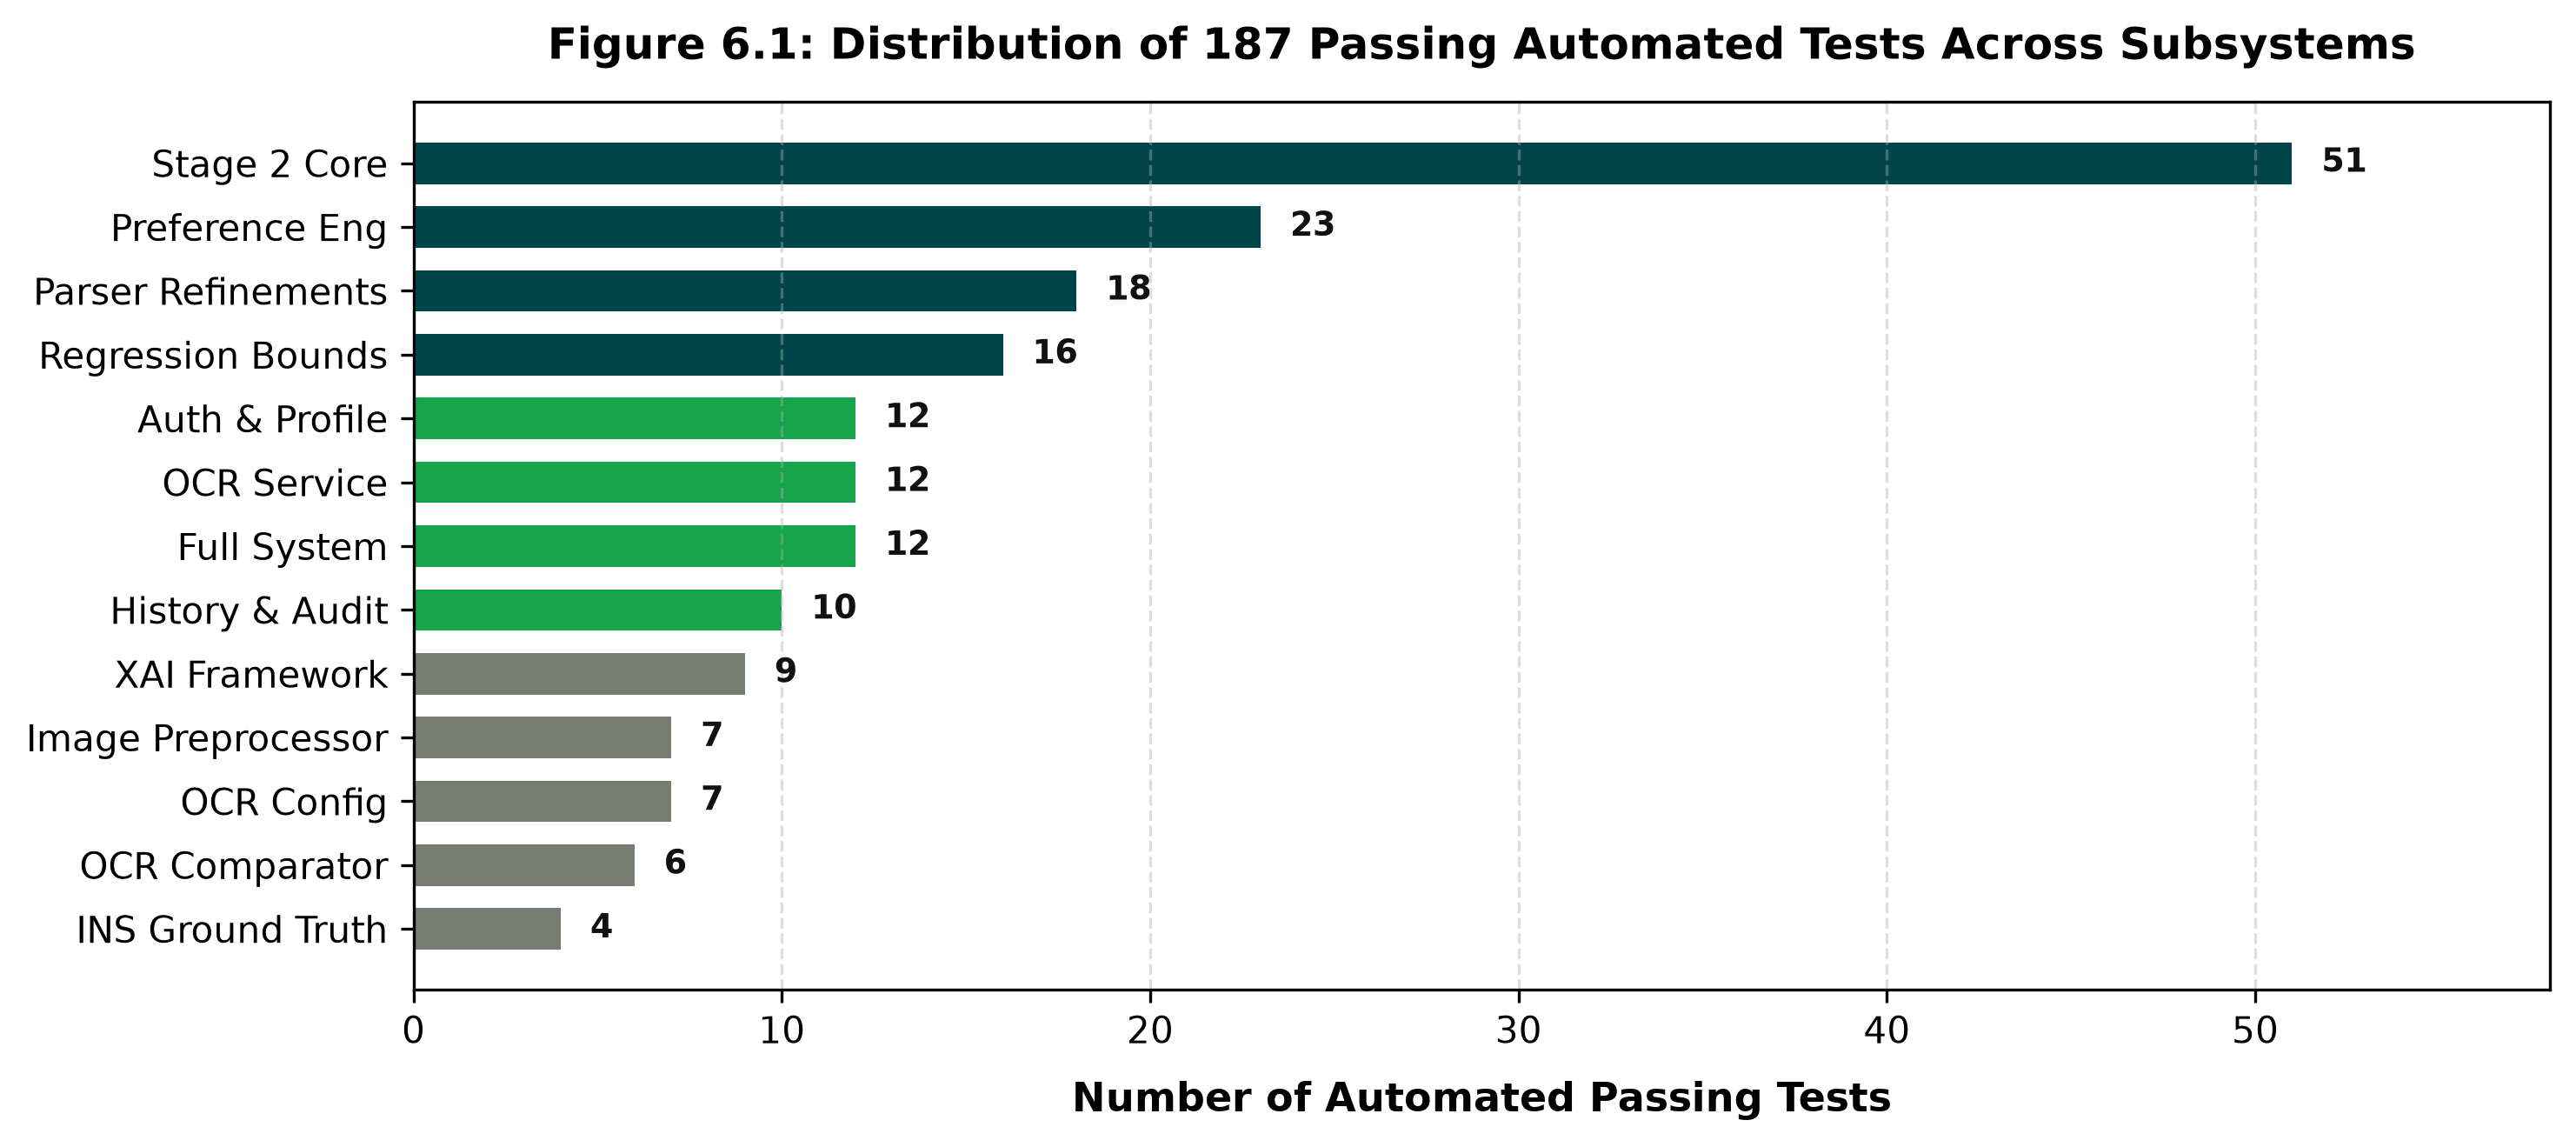 Figure 6.1: Distribution of 187 Passing Automated Tests Across Subsystems
Stage 2 Core 51
Preference Eng 23
Parser Refinements 18
Regression Bounds 16
Auth & Profile 12
OCR Service 12
Full System 12
History & Audit 10
XAI Framework 9
Image Preprocessor 7
OCR Config 7
OCR Comparator 6
INS Ground Truth 4
0 10 20 30 40 50
Number of Automated Passing Tests